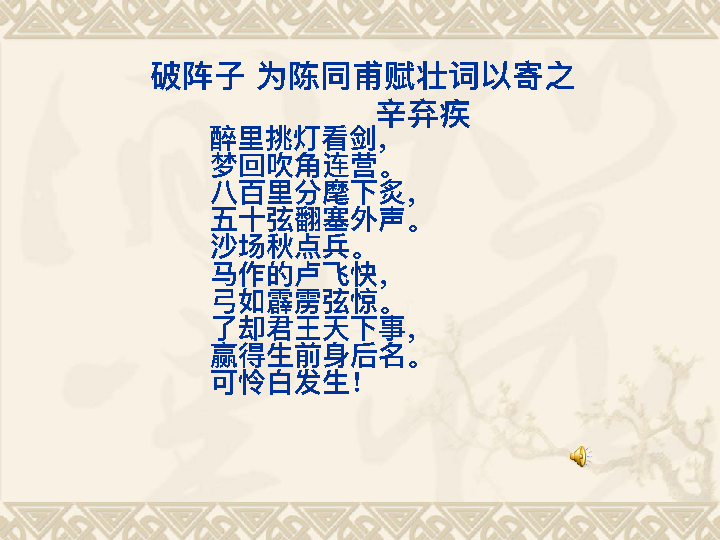 破阵子 为陈同甫赋壮词以寄之
辛弃疾
醉里挑灯看剑，
梦回吹角连营。
八百里分麾下炙，
五十弦翻塞外声。
沙场秋点兵。
马作的卢飞快，
弓如霹雳弦惊。
了却君王天下事，
赢得生前身后名。
可怜白发生！